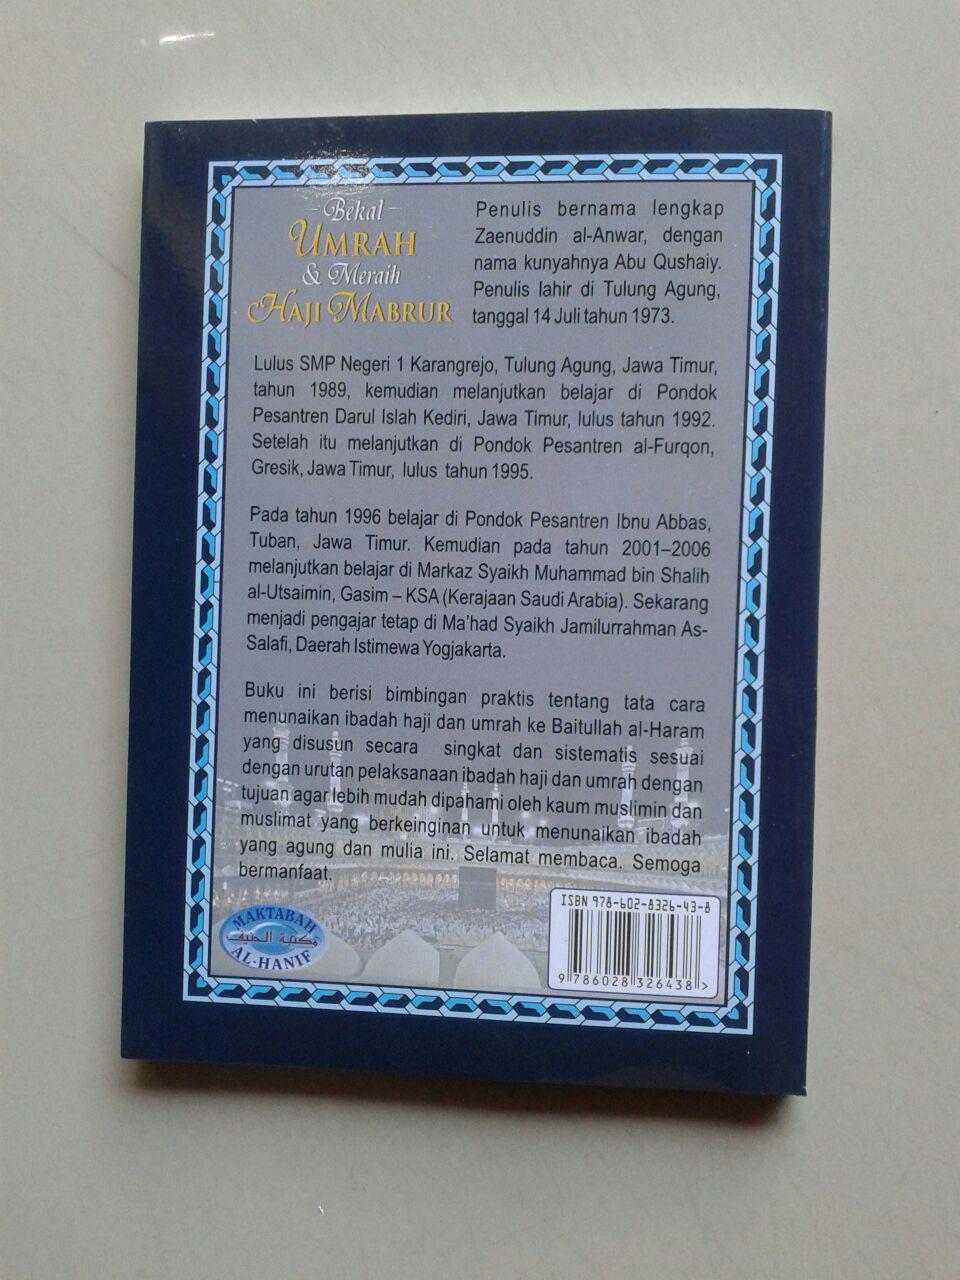 Bekal
UMRAH
& Meraih
HAJI MABRUR
Penulis bernama lengkap
Zaenuddin al-Anwar, dengan
nama kunyahnya Abu Qushaiy.
Penulis lahir di Tulung Agung,
tanggal 14 Juli tahun 1973.
Lulus SMP Negeri 1 Karangrejo, Tulung Agung, Jawa Timur,
tahun 1989, kemudian melanjutkan belajar di Pondok
Pesantren Darul Islah Kediri, Jawa Timur, lulus tahun 1992.
Setelah itu melanjutkan di Pondok Pesantren al-Furqon,
Gresik, Jawa Timur, lulus tahun 1995.
Pada tahun 1996 belajar di Pondok Pesantren Ibnu Abbas,
Tuban, Jawa Timur. Kemudian pada tahun 2001–2006
melanjutkan belajar di Markaz Syaikh Muhammad bin Shalih
al-Utsaimin, Gasim – KSA (Kerajaan Saudi Arabia). Sekarang
menjadi pengajar tetap di Ma'had Syaikh Jamilurrahman As-
Salafi, Daerah Istimewa Yogjakarta.
Buku ini berisi bimbingan praktis tentang tata cara
menunaikan ibadah haji dan umrah ke Baitullah al-Haram
yang disusun secara singkat dan sistematis sesuai
dengan urutan pelaksanaan ibadah haji dan umrah dengan
tujuan agar lebih mudah dipahami oleh kaum muslimin dan
muslimat yang berkeinginan untuk menunaikan ibadah
yang agung dan mulia ini. Selamat membaca. Semoga
bermanfaat.
MAKTABAH
مكتبة الحنيف
AL-HANIF
ISBN 978-602-8326-43-8
9 786028 326438 >